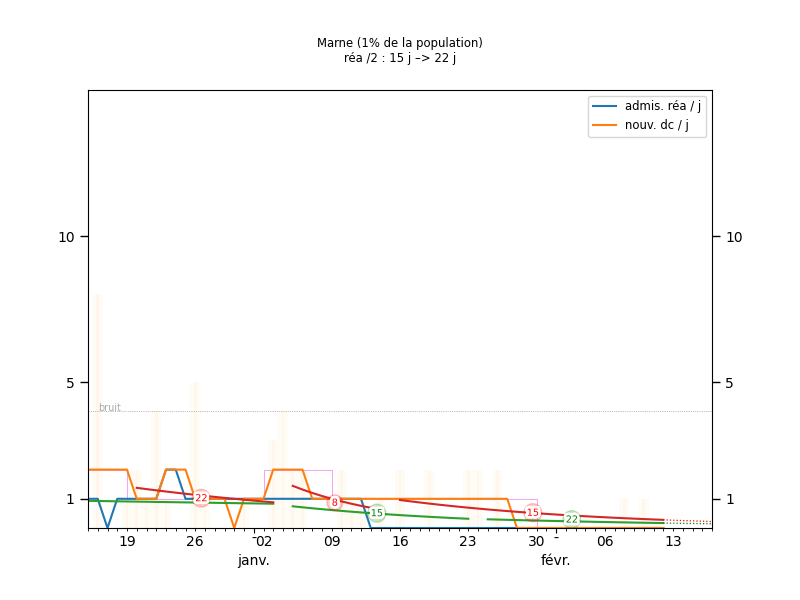 Marne (1% de la population)
réa /2 : 15 j –> 22 j
admis. réa / j
nouv. dc / j
10
10
5
5
bruit
1
1
22
8
15
15
22
19
26
02
09
16
23
30
06
13
janv.
févr.